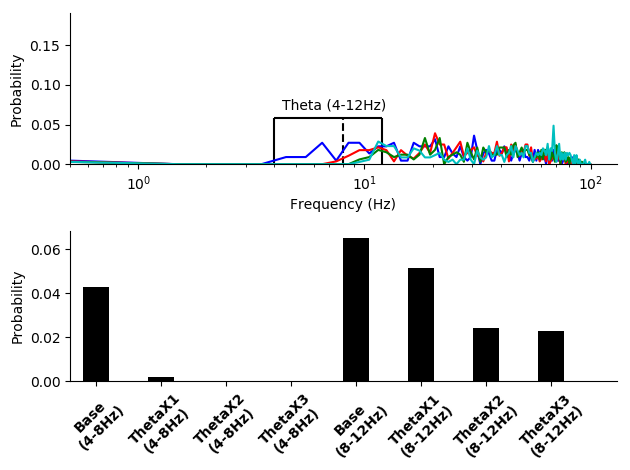 0.15
0.10
0.05
0.00
Probability
Theta (4-12Hz)
10⁰ 10¹ 10²
Frequency (Hz)
0.06
0.04
0.02
0.00
Probability
Base
(4-8Hz)
ThetaX1
(4-8Hz)
ThetaX2
(4-8Hz)
ThetaX3
(4-8Hz)
Base
(8-12Hz)
ThetaX1
(8-12Hz)
ThetaX2
(8-12Hz)
ThetaX3
(8-12Hz)